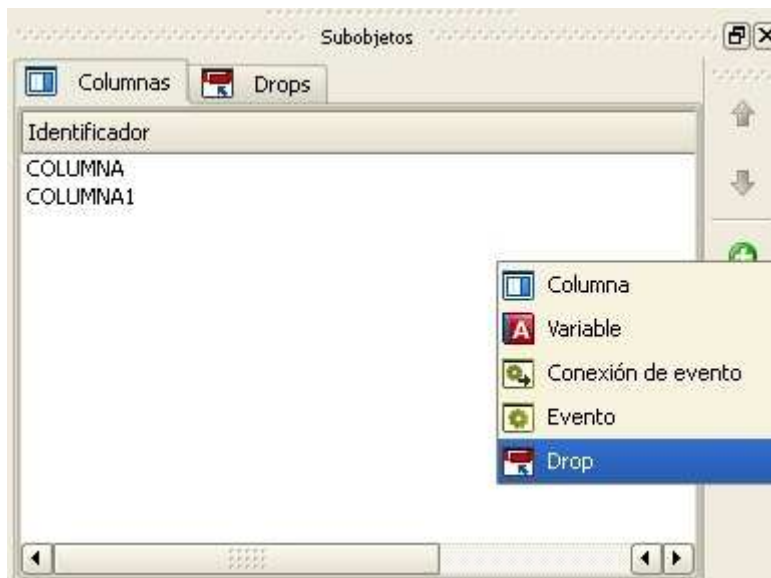 Subobjetos
Columnas Drops
Identificador
COLUMNA
COLUMNA1
Columna
A Variable
Conexión de evento
Evento
Drop